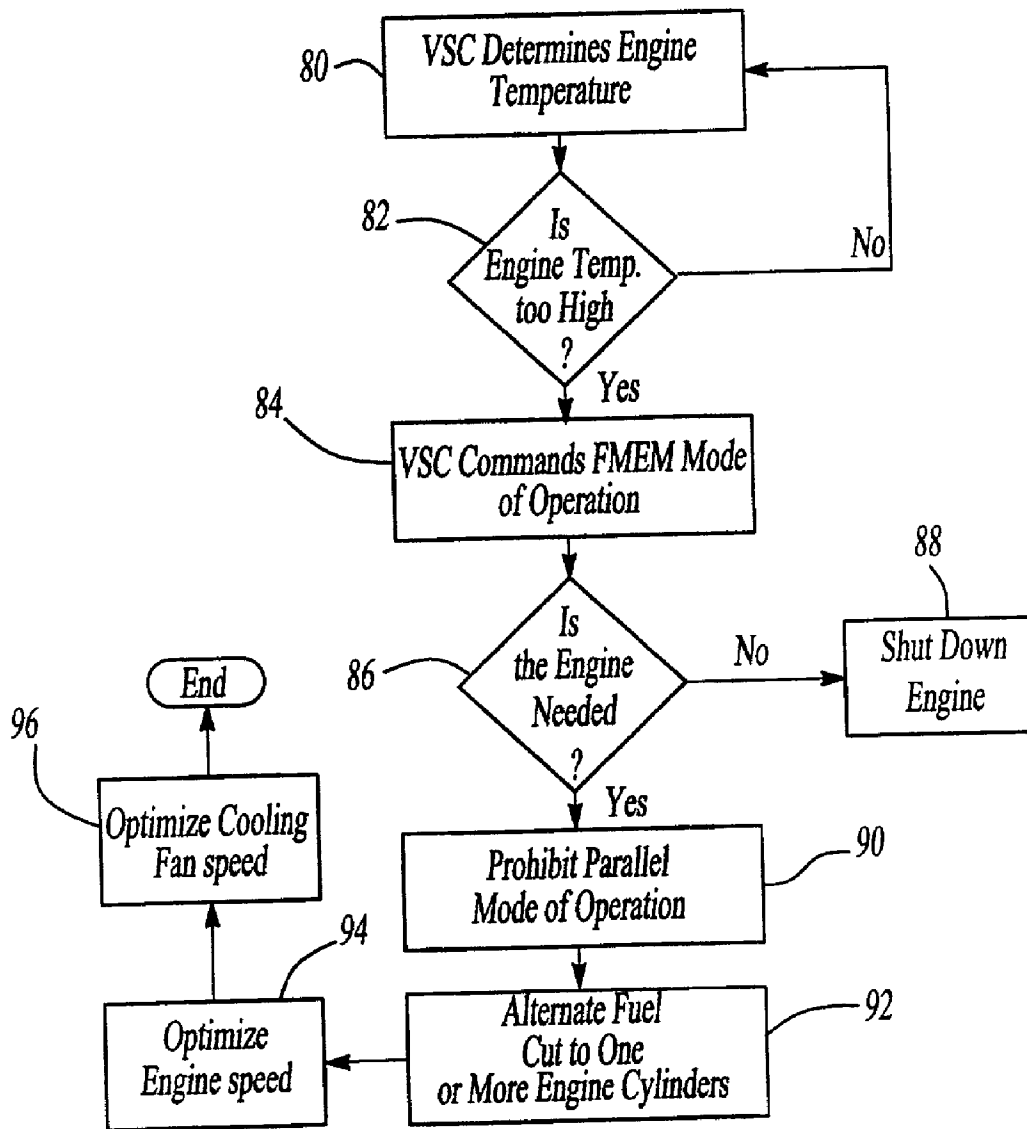 80
VSC Determines Engine
Temperature
82
Is
Engine Temp.
too High
?
No
Yes
84
VSC Commands FMEM Mode
of Operation
86
Is
the Engine
Needed
?
No
88
Shut Down
Engine
Yes
90
Prohibit Parallel
Mode of Operation
92
Alternate Fuel
Cut to One
or More Engine Cylinders
94
Optimize
Engine speed
96
Optimize Cooling
Fan speed
End